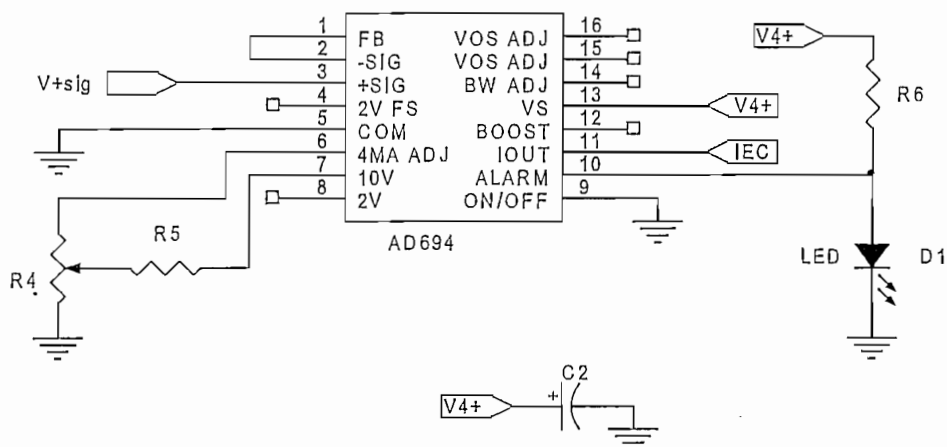 1 FB VOS ADJ 16
2 -SIG VOS ADJ 15
V+sig 3 +SIG BW ADJ 14
4 2V FS VS 13 V4+
5 COM BOOST 12
6 4MA ADJ IOUT 11 IEC
7 10V ALARM 10
8 2V ON/OFF 9
AD694
V4+
R6
R5
R4
LED D1
C2
V4+ +